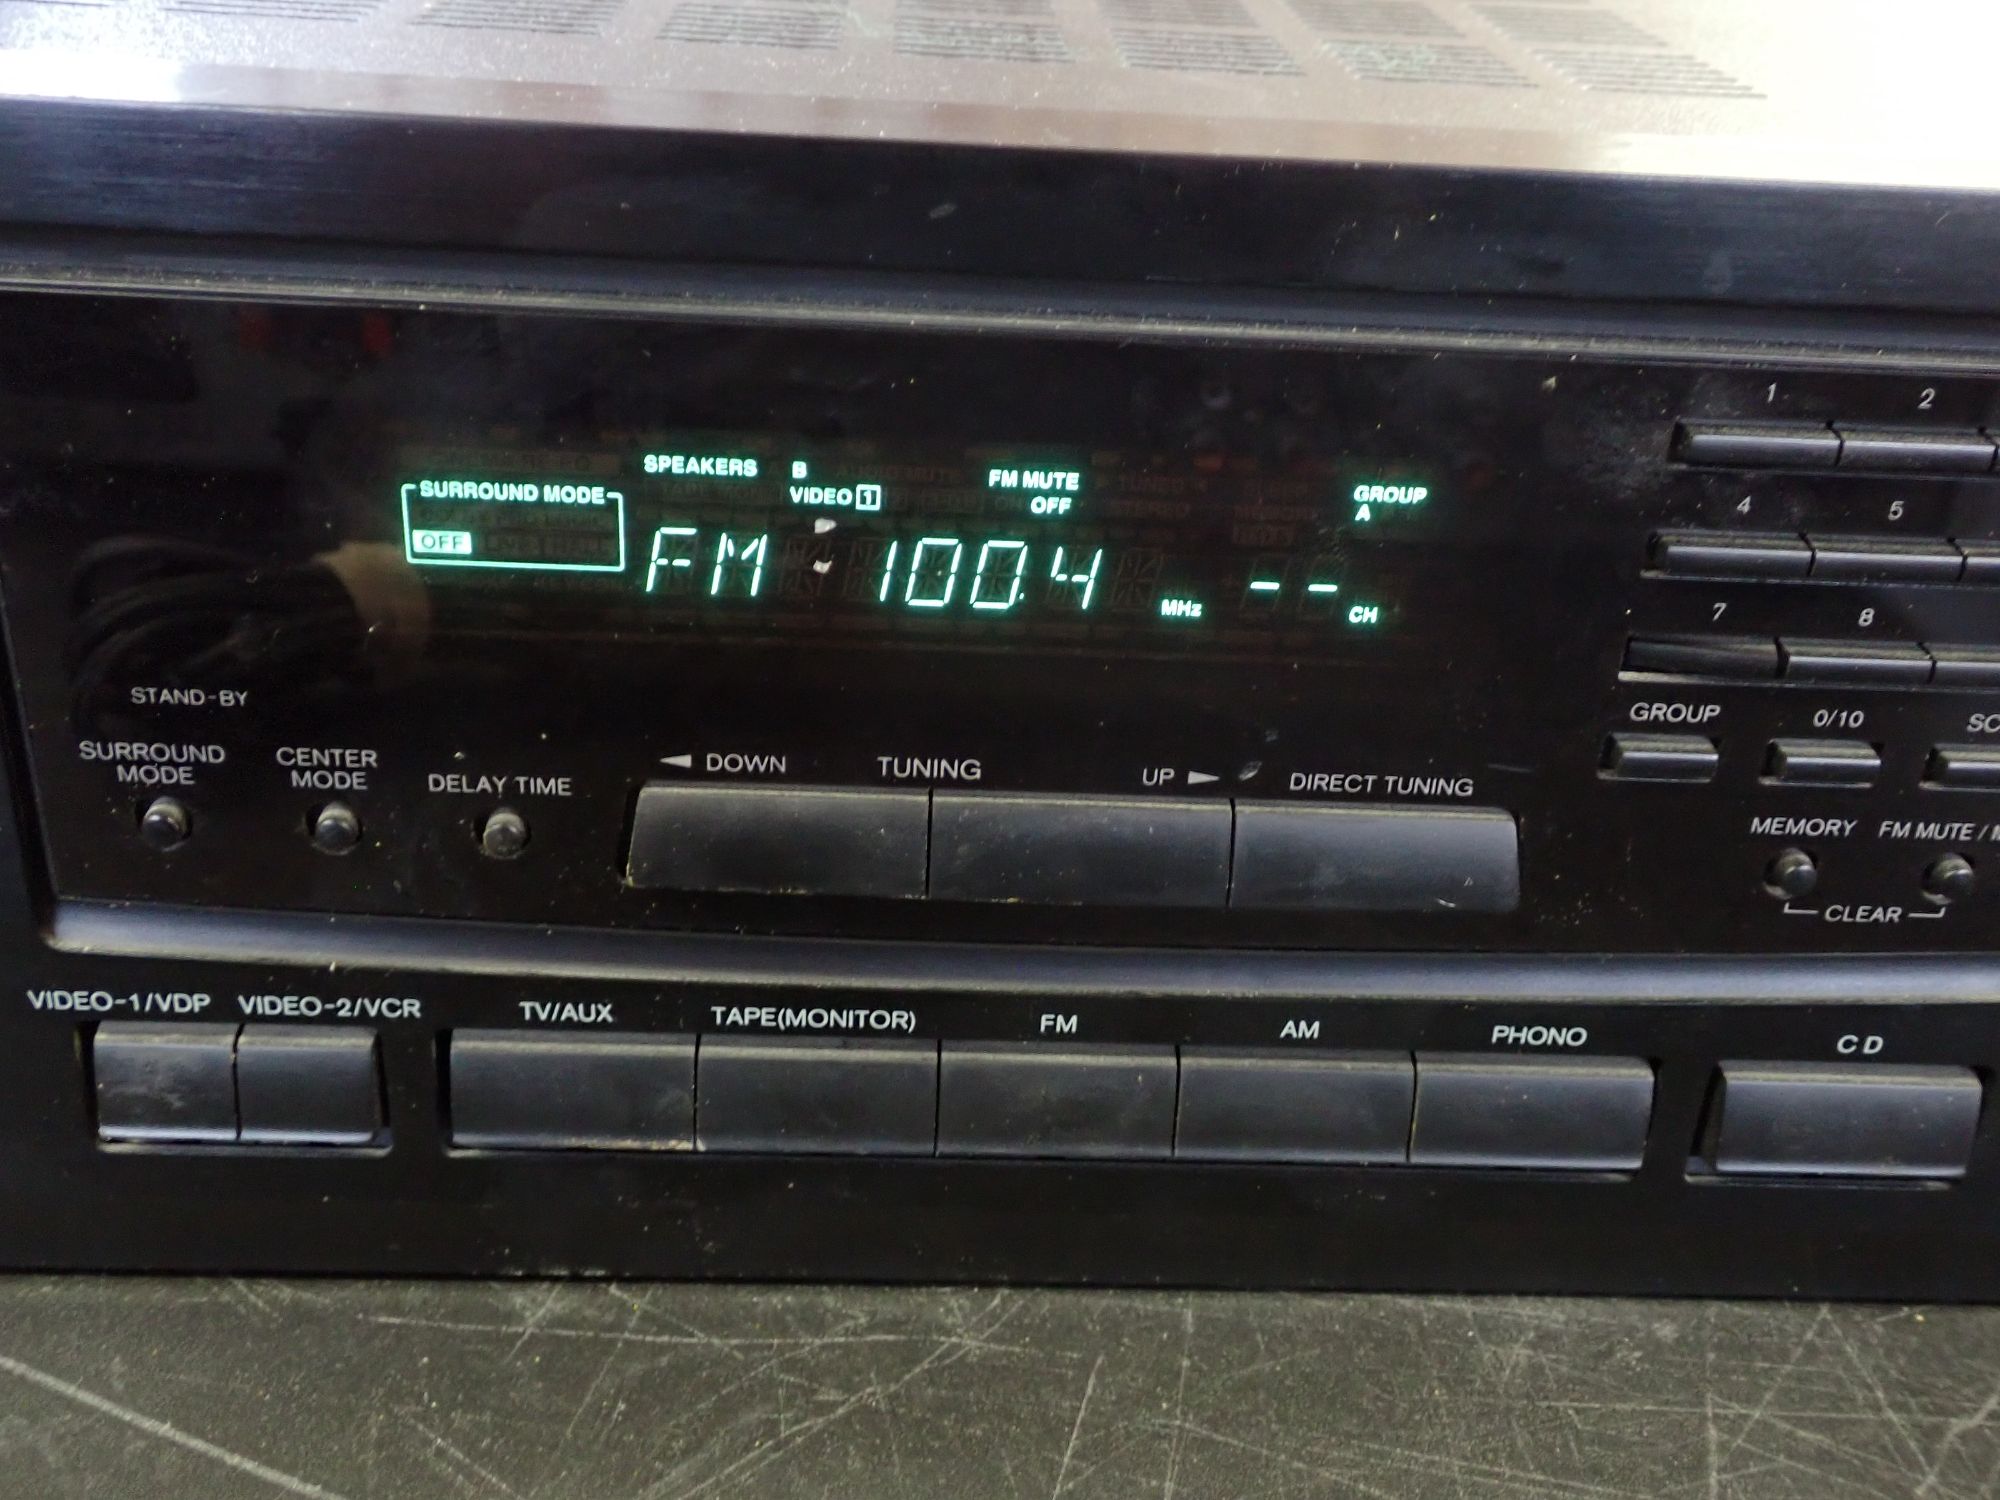 SPEAKERS B FM MUTE GROUP
SURROUND MODE VIDEO 1 OFF A
OFF FM 100.4 MHz -- CH
1 2
4 5
7 8
STAND-BY
GROUP 0/10
SURROUND MODE
CENTER MODE
DELAY TIME
◄ DOWN TUNING UP ►
DIRECT TUNING
MEMORY FM MUTE /
CLEAR
VIDEO-1/VDP VIDEO-2/VCR TV/AUX TAPE(MONITOR) FM AM PHONO CD